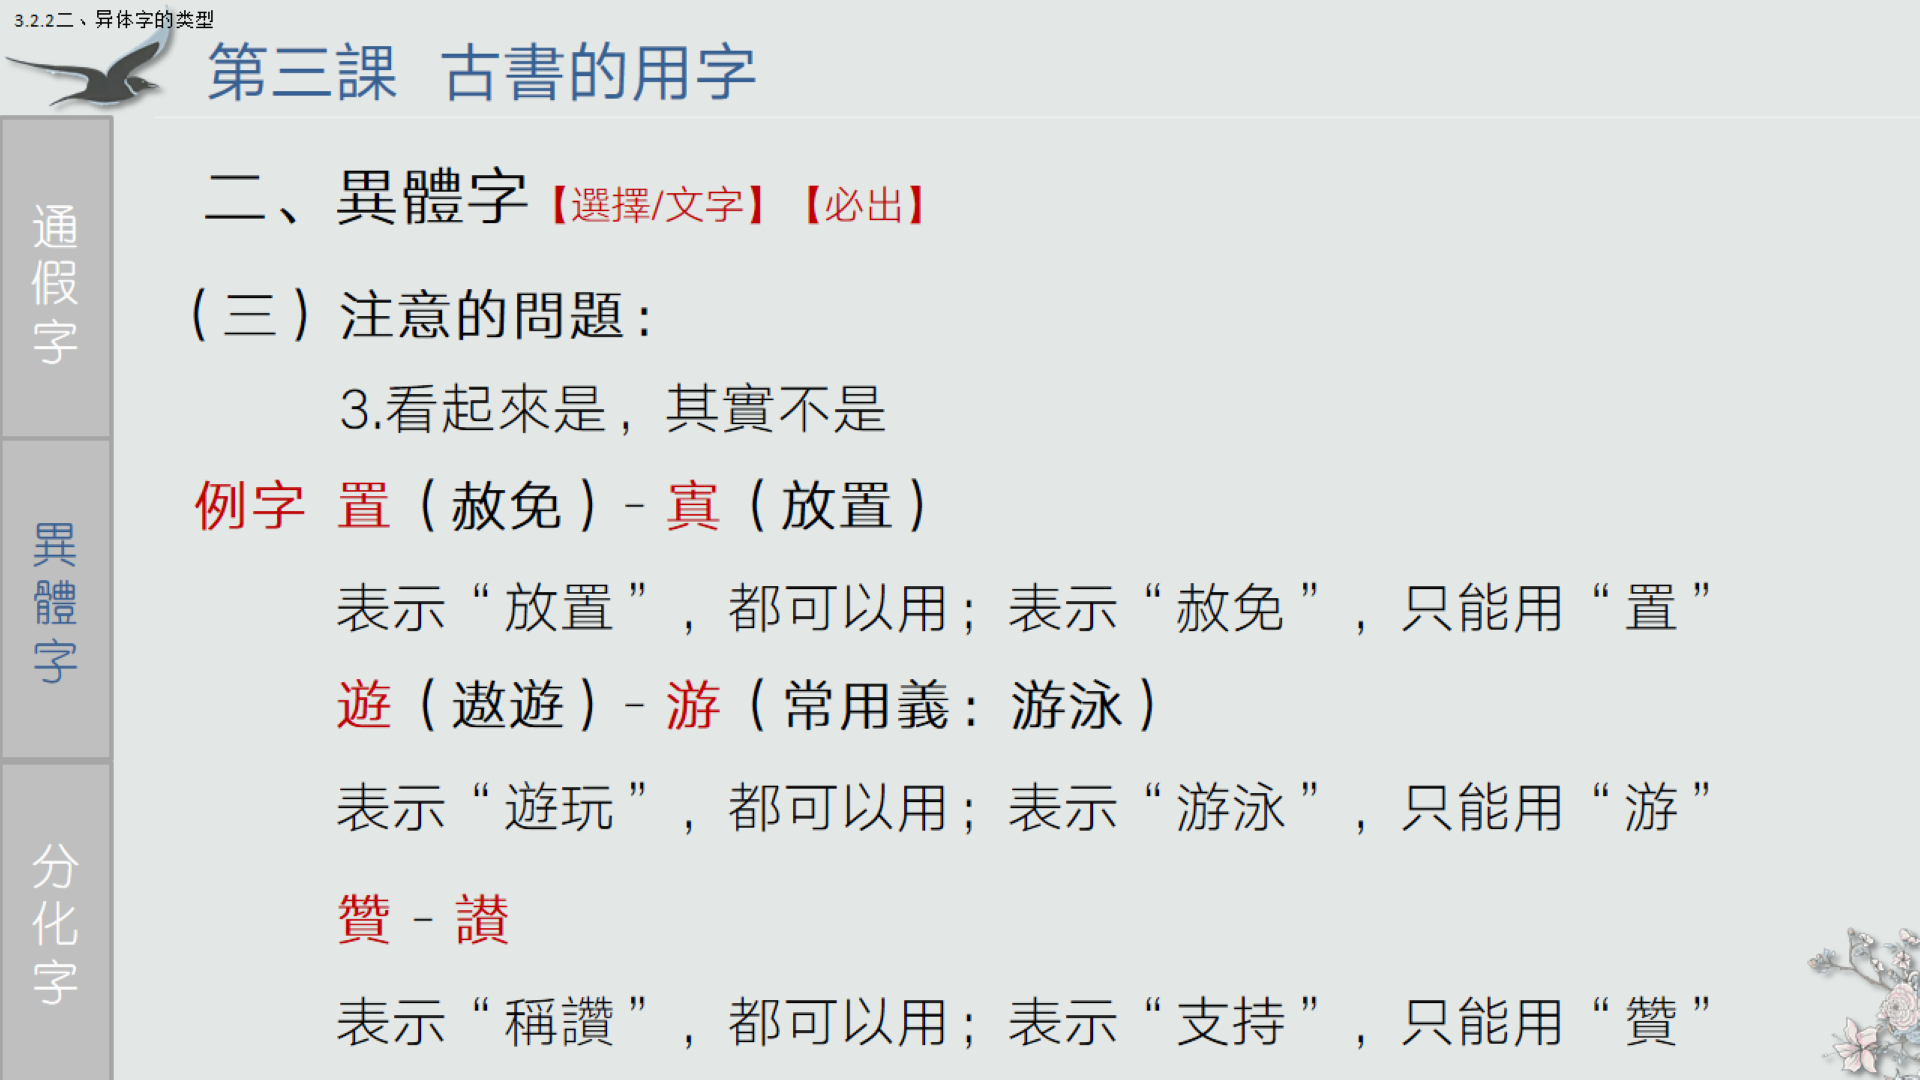 3.2.2二、异体字的类型
第三課 古書的用字
通假字
異體字
分化字
二、異體字【選擇/文字】【必出】
（三）注意的問題：
3.看起來是，其實不是
例字 置（赦免）- 寘（放置）
表示“放置”，都可以用；表示“赦免”，只能用“置”
遊（遨遊）- 游（常用義：游泳）
表示“遊玩”，都可以用；表示“游泳”，只能用“游”
贊 - 讃
表示“稱讚”，都可以用；表示“支持”，只能用“贊”